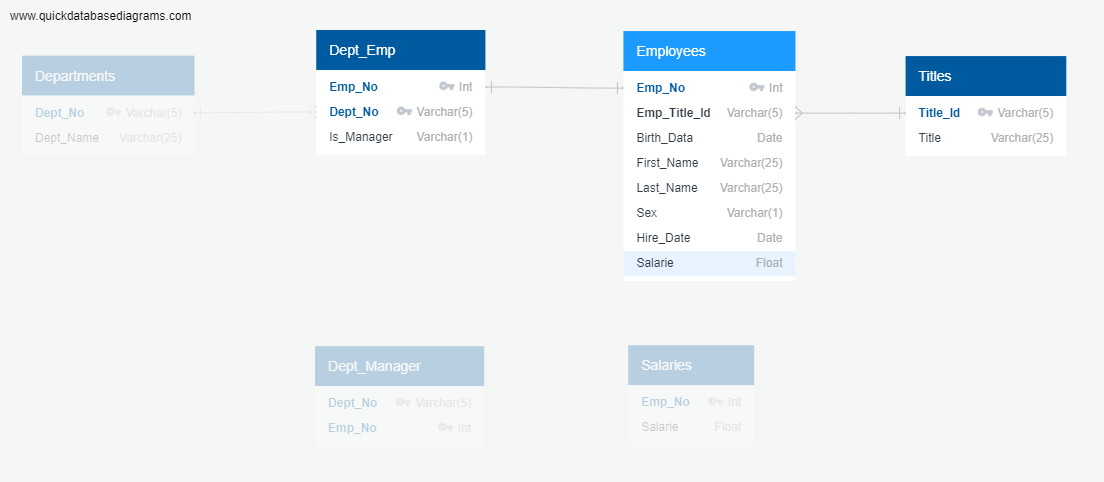 www.quickdatabasediagrams.com
Departments
Dept_No Varchar(5)
Dept_Name Varchar(25)
Dept_Emp
Emp_No Int
Dept_No Varchar(5)
Is_Manager Varchar(1)
Employees
Emp_No Int
Emp_Title_Id Varchar(5)
Birth_Data Date
First_Name Varchar(25)
Last_Name Varchar(25)
Sex Varchar(1)
Hire_Date Date
Salarie Float
Titles
Title_Id Varchar(5)
Title Varchar(25)
Dept_Manager
Dept_No Varchar(5)
Emp_No Int
Salaries
Emp_No Int
Salarie Float